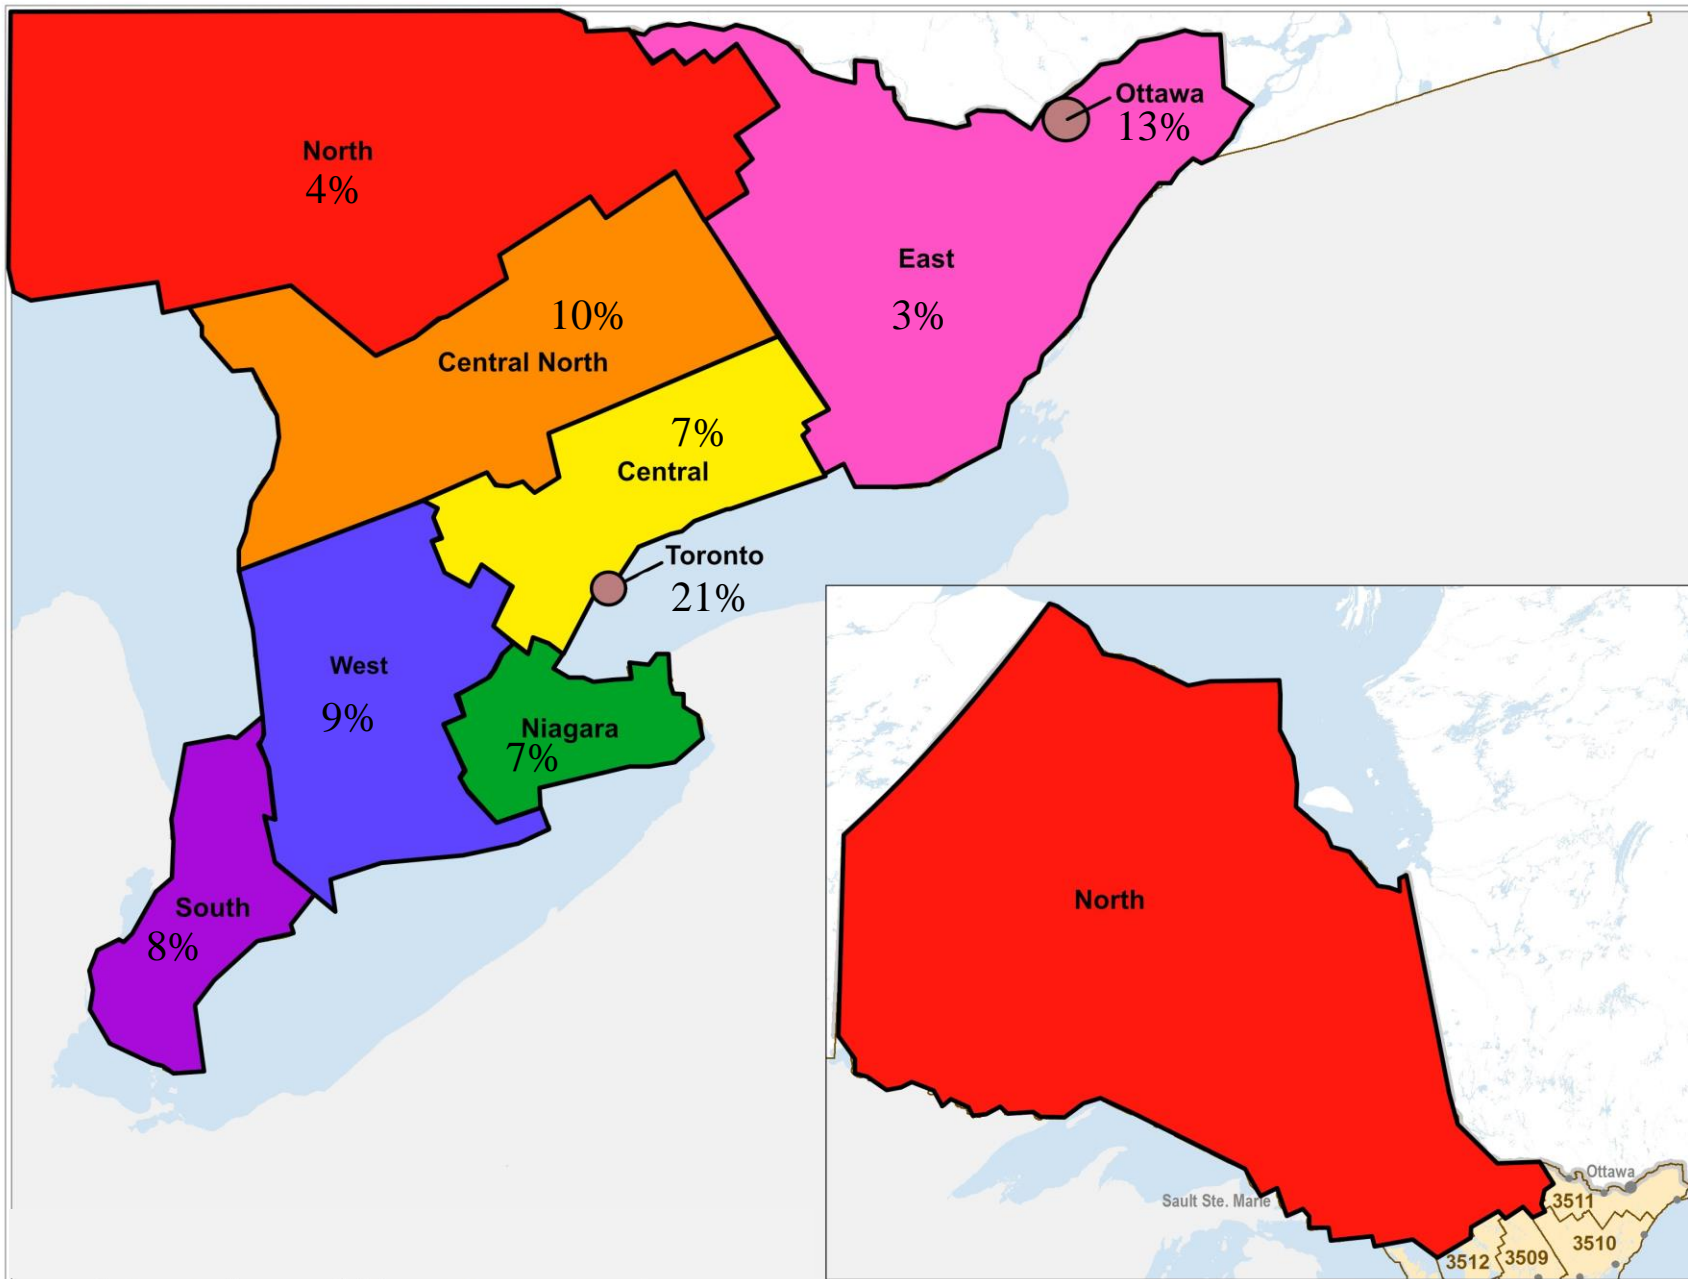 Ottawa
13%
North
4%
East
3%
10%
Central North
7%
Central
Toronto
21%
West
9%
Niagara
7%
South
8%
North
Ottawa
Sault Ste. Marie
3511
3510
3512
3509